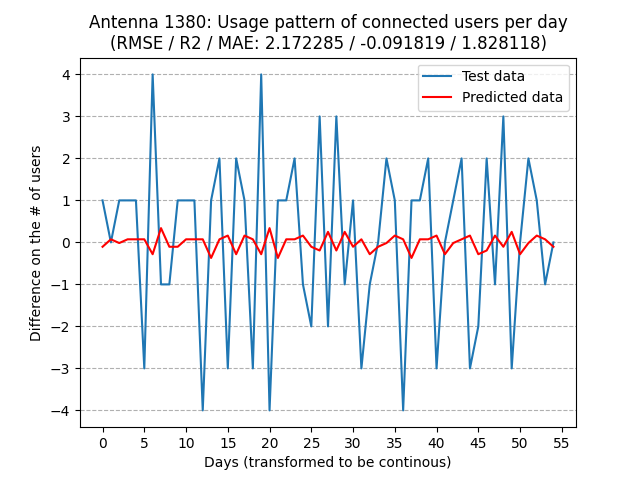 Antenna 1380: Usage pattern of connected users per day
(RMSE / R2 / MAE: 2.172285 / -0.091819 / 1.828118)
Test data
Predicted data
Difference on the # of users
4
3
2
1
0
−1
−2
−3
−4
0 5 10 15 20 25 30 35 40 45 50 55
Days (transformed to be continous)